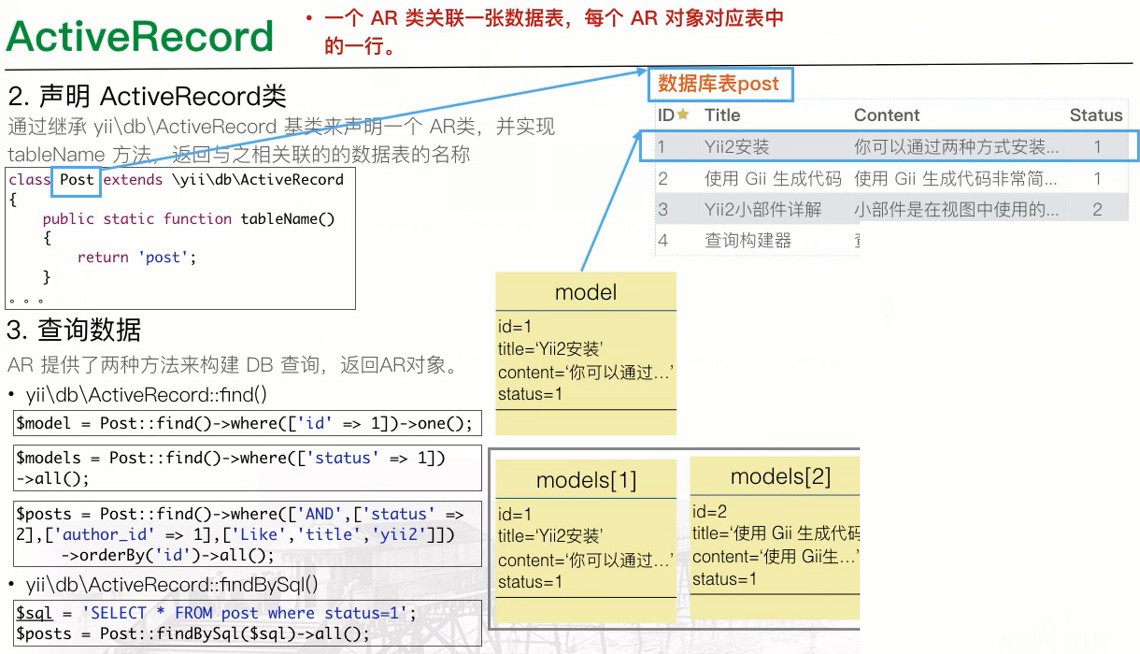 ActiveRecord
• 一个 AR 类关联一张数据表，每个 AR 对象对应表中
的一行。
2. 声明 ActiveRecord类
通过继承 yii\db\ActiveRecord 基类来声明一个 AR类，并实现
tableName 方法，返回与之相关联的的数据表的名称
class Post extends \yii\db\ActiveRecord
{
public static function tableName()
{
return 'post';
}
。。。
3. 查询数据
AR 提供了两种方法来构建 DB 查询，返回AR对象。
• yii\db\ActiveRecord::find()
$model = Post::find()->where(['id' => 1])->one();
$models = Post::find()->where(['status' => 1])
->all();
$posts = Post::find()->where(['AND',['status' =>
2],['author_id' => 1],['Like','title','yii2']])
->orderBy('id')->all();
• yii\db\ActiveRecord::findBySql()
$sql = 'SELECT * FROM post where status=1';
$posts = Post::findBySql($sql)->all();
数据库表post
ID Title Content Status
1 Yii2安装 你可以通过两种方式安装... 1
2 使用 Gii 生成代码 使用 Gii 生成代码非常简... 1
3 Yii2小部件详解 小部件是在视图中使用的... 2
4 查询构建器
model
id=1
title=‘Yii2安装’
content=‘你可以通过...’
status=1
models[1]
id=1
title=‘Yii2安装’
content=‘你可以通过...’
status=1
models[2]
id=2
title=‘使用 Gii 生成代码
content=‘使用 Gii生...’
status=1